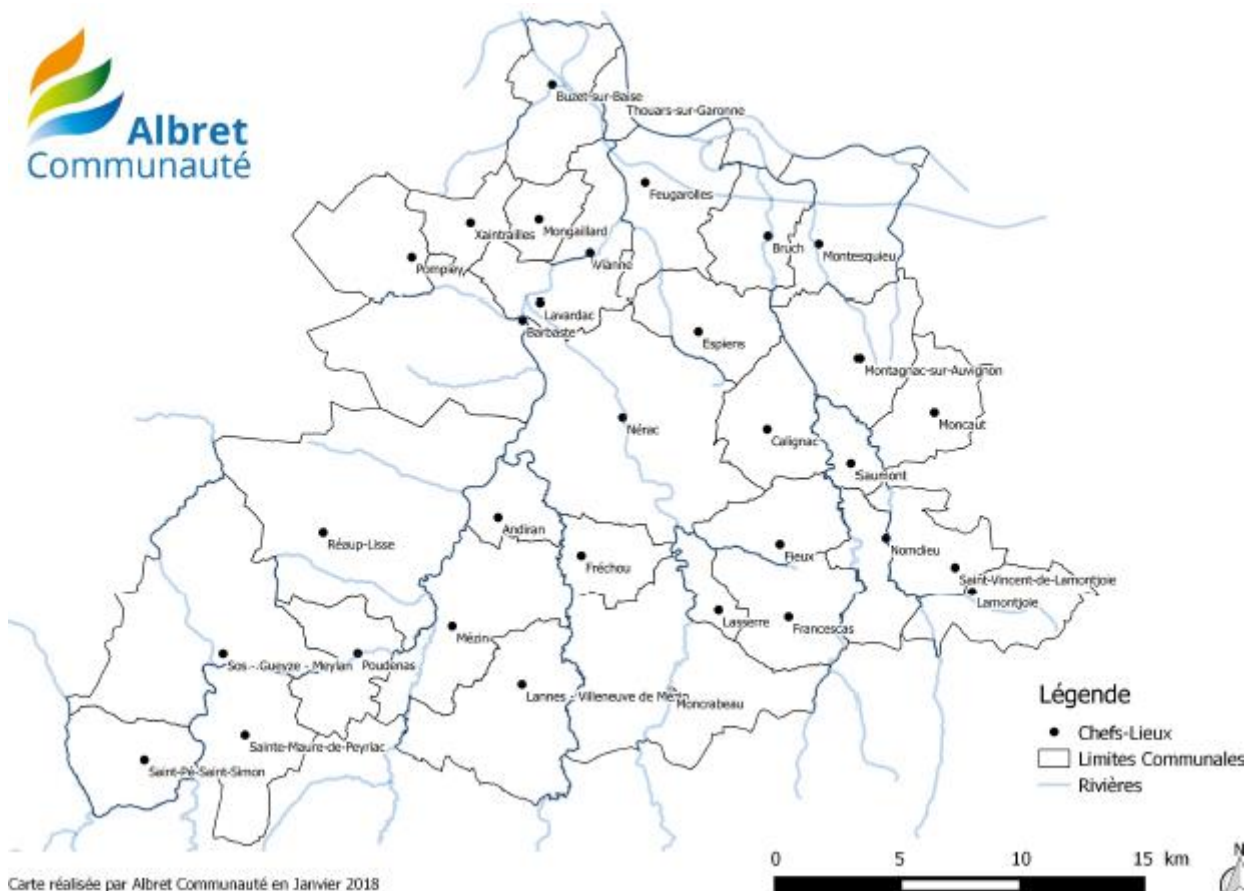 Albret
Communauté
Buzet-sur-Baise
Thouars-sur-Garonne
Feugarolles
Xaintrailles
Mongaillard
Bruch
Montesquieu
Vianne
Pompiey
Lavardac
Barbaste
Espiens
Montagnac-sur-Auvignon
Moncaut
Nérac
Calignac
Saumont
Andiran
Réaup-Lisse
Fréchou
Fieux
Nomdieu
Saint-Vincent-de-Lamontjoie
Lamontjoie
Lasserre
Francescas
Mézin
Sos - Gueyze - Meylan
Poudenas
Lannes - Villeneuve de Mézin
Moncrabeau
Sainte-Maure-de-Peyriac
Saint-Pé-Saint-Simon
Légende
Chefs-Lieux
Limites Communales
Rivières
0 5 10 15 km
N
Carte réalisée par Albret Communauté en Janvier 2018